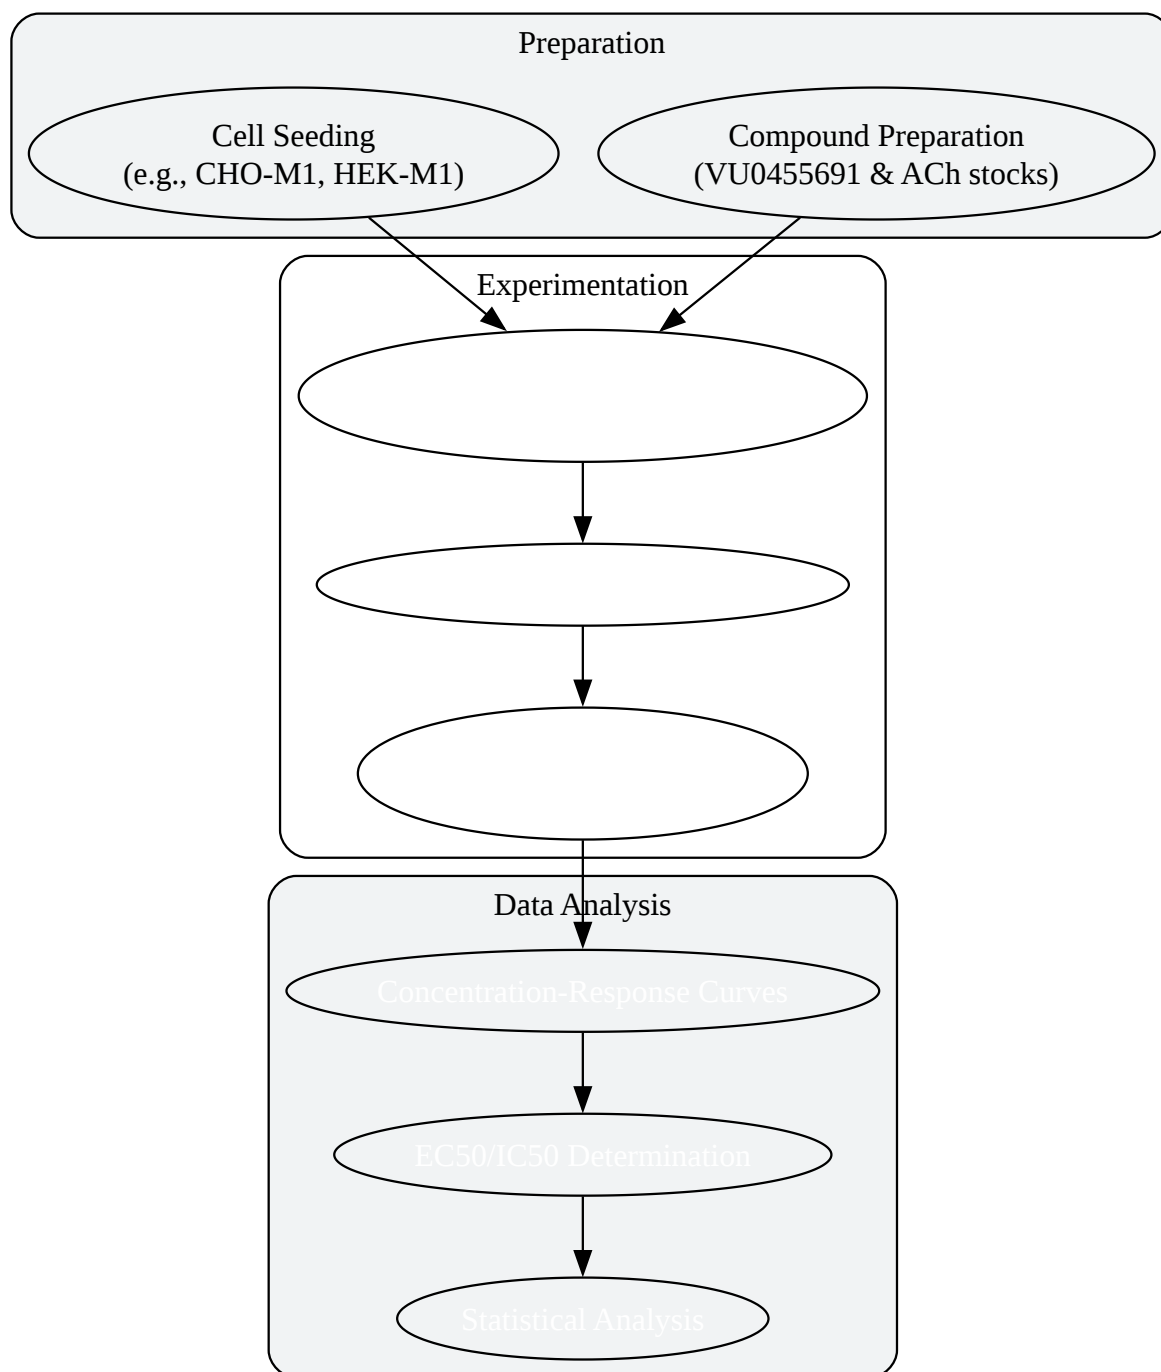 Preparation
Cell Seeding
(e.g., CHO-M1, HEK-M1)
Compound Preparation
(VU0455691 & ACh stocks)
Experimentation
Data Analysis
Concentration-Response Curves
EC50/IC50 Determination
Statistical Analysis